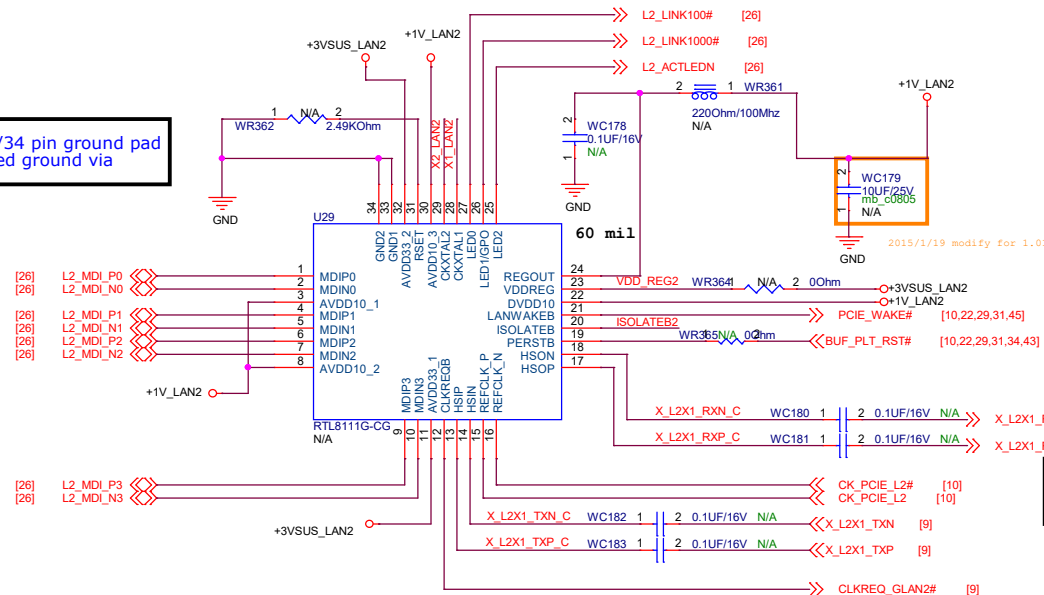 L2_LINK100# [26]
L2_LINK1000# [26]
L2_ACTLEDN [26]
+3VSUS_LAN2
+1V_LAN2
/34 pin ground pad
ed ground via
1 N/A 2
WR362 2.49KOhm
GND
X2_LAN2
X1_LAN2
2 1 WR361
220Ohm/100Mhz
N/A
2
WC178
0.1UF/16V
N/A
1
GND
+1V_LAN2
2
WC179
10UF/25V
mb_c0805
N/A
1
GND
2015/1/19 modify for 1.0
60 mil
U29
34 33 32 31 30 29 28 27 26 25
GND2
GND1
AVDD33_2
RSET
AVDD10_3
CKXTAL2
CKXTAL1
LED0
LED1/GPO
LED2
[26] L2_MDI_P0 1 MDIP0
[26] L2_MDI_N0 2 MDIN0
3 AVDD10_1
[26] L2_MDI_P1 4 MDIP1
[26] L2_MDI_N1 5 MDIN1
[26] L2_MDI_P2 6 MDIP2
[26] L2_MDI_N2 7 MDIN2
8 AVDD10_2
+1V_LAN2
REGOUT 24
VDDREG 23 VDD_REG2 WR364 1 N/A 2 0Ohm +3VSUS_LAN2
DVDD10 22 +1V_LAN2
LANWAKEB 21 PCIE_WAKE# [10,22,29,31,45]
ISOLATEB 20 ISOLATEB2
PERSTB 19 WR365 1 N/A 2 0Ohm BUF_PLT_RST# [10,22,29,31,34,43]
HSON 18
HSOP 17
MDIP3
MDIN3
AVDD33_1
CLKREQB
HSIP
HSIN
REFCLK_P
REFCLK_N
RTL8111G-CG
N/A
9 10 11 12 13 14 15 16
X_L2X1_RXN_C WC180 1 2 0.1UF/16V N/A
X_L2X1_RXP_C WC181 1 2 0.1UF/16V N/A
[26] L2_MDI_P3
[26] L2_MDI_N3
CK_PCIE_L2# [10]
CK_PCIE_L2 [10]
+3VSUS_LAN2
X_L2X1_TXN_C WC182 1 2 0.1UF/16V N/A X_L2X1_TXN [9]
X_L2X1_TXP_C WC183 1 2 0.1UF/16V N/A X_L2X1_TXP [9]
CLKREQ_GLAN2# [9]